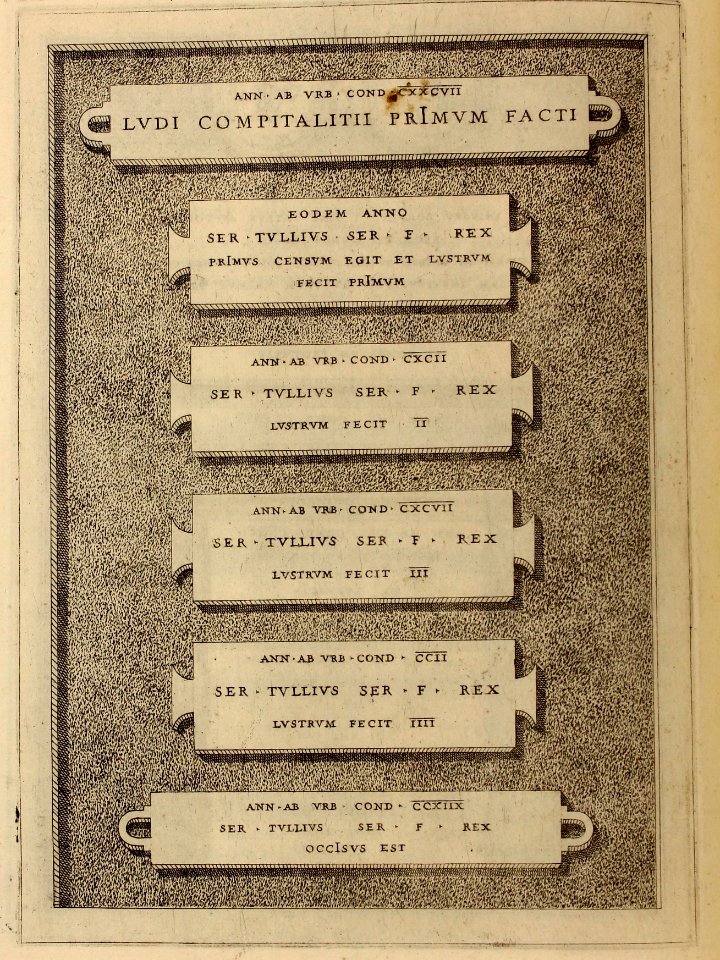 ANN · AB VRB · COND CXXCVII
LVDI COMPITALITII PRIMVM FACTI
EODEM ANNO
SER · TVLLIVS · SER · F · REX
PRIMVS CENSVM EGIT ET LVSTRVM
FECIT PRIMVM
ANN · AB VRB · COND · CXCII
SER · TVLLIVS SER · F · REX
LVSTRVM FECIT II
ANN · AB VRB · COND · CXCVII
SER · TVLLIVS SER · F · REX
LVSTRVM FECIT III
ANN · AB VRB · COND · CCII
SER · TVLLIVS SER · F · REX
LVSTRVM FECIT IIII
ANN · AB VRB · COND · CCXIIX
SER · TVLLIVS SER · F · REX
OCCISVS EST